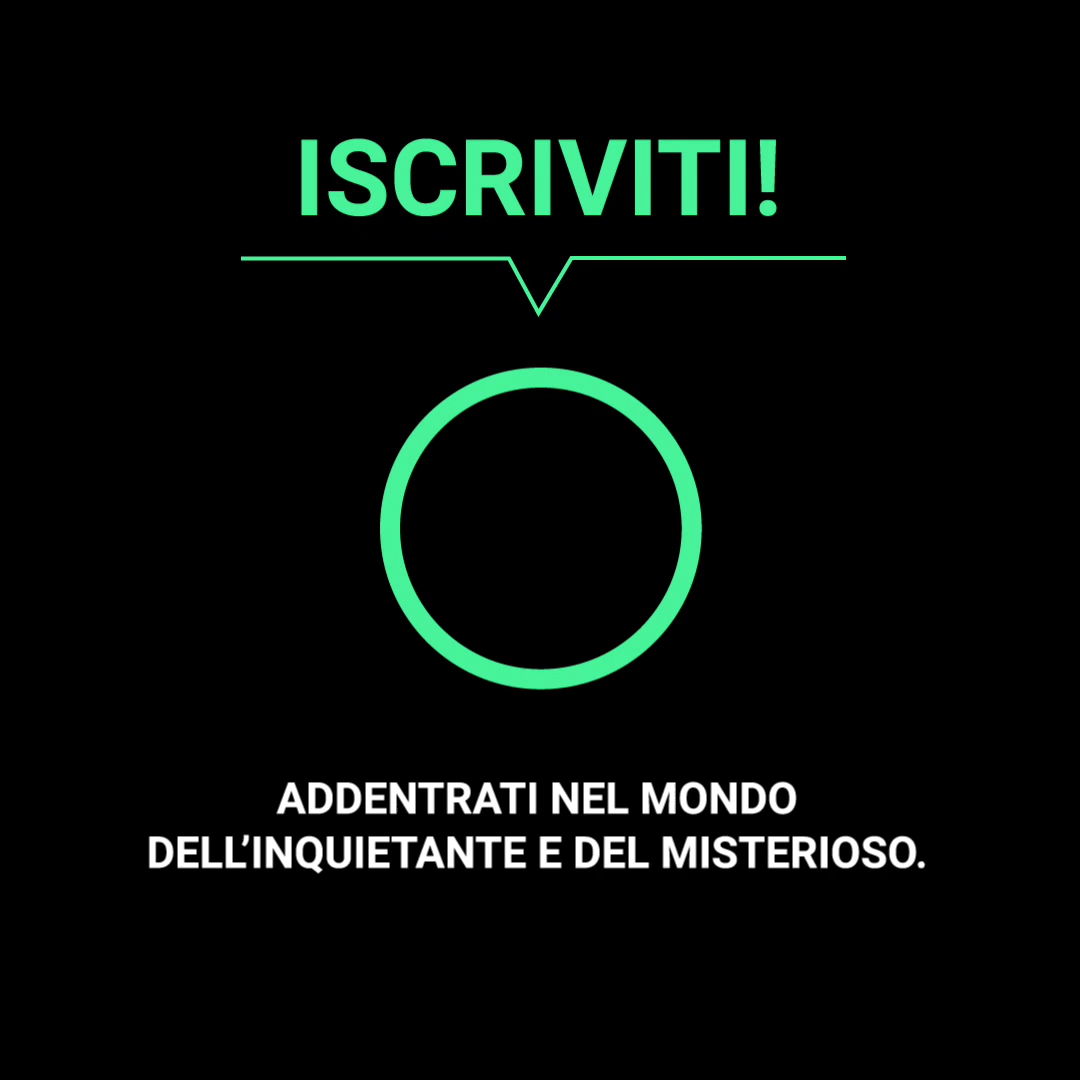 ISCRIVITI!
ADDENTRATI NEL MONDO
DELL’INQUIETANTE E DEL MISTERIOSO.